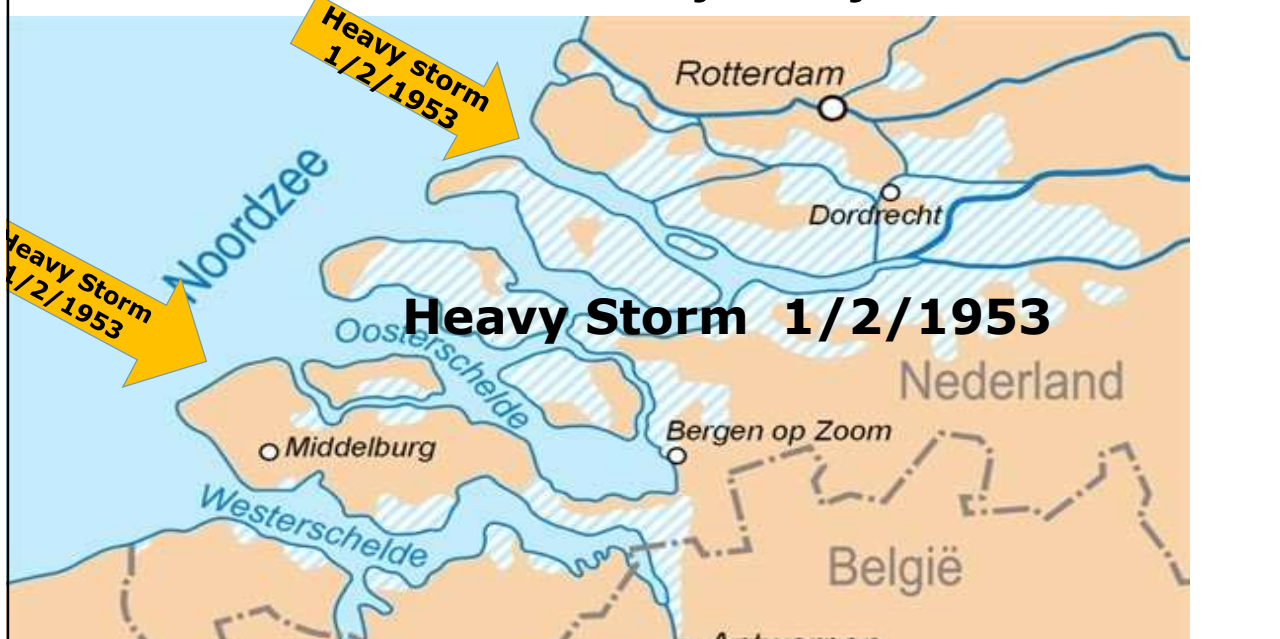 Heavy storm
1/2/1953
Rotterdam
Noordzee
Dordrecht
Heavy Storm
1/2/1953
Heavy Storm 1/2/1953
Oosterschelde
Nederland
Bergen op Zoom
Middelburg
Westerschelde
België